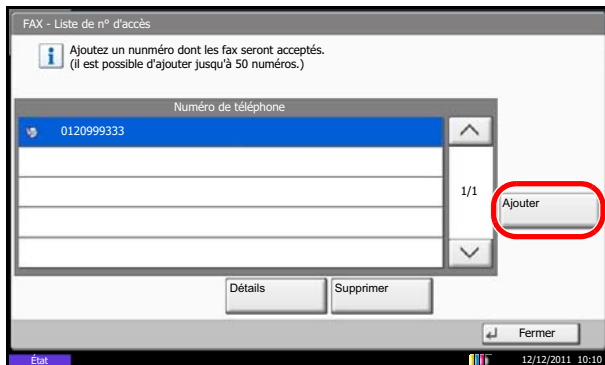 FAX - Liste de n° d'accès
Ajoutez un nunméro dont les fax seront acceptés.
(il est possible d'ajouter jusqu'à 50 numéros.)
Numéro de téléphone
0120999333
1/1
Ajouter
Détails
Supprimer
Fermer
État
12/12/2011 10:10